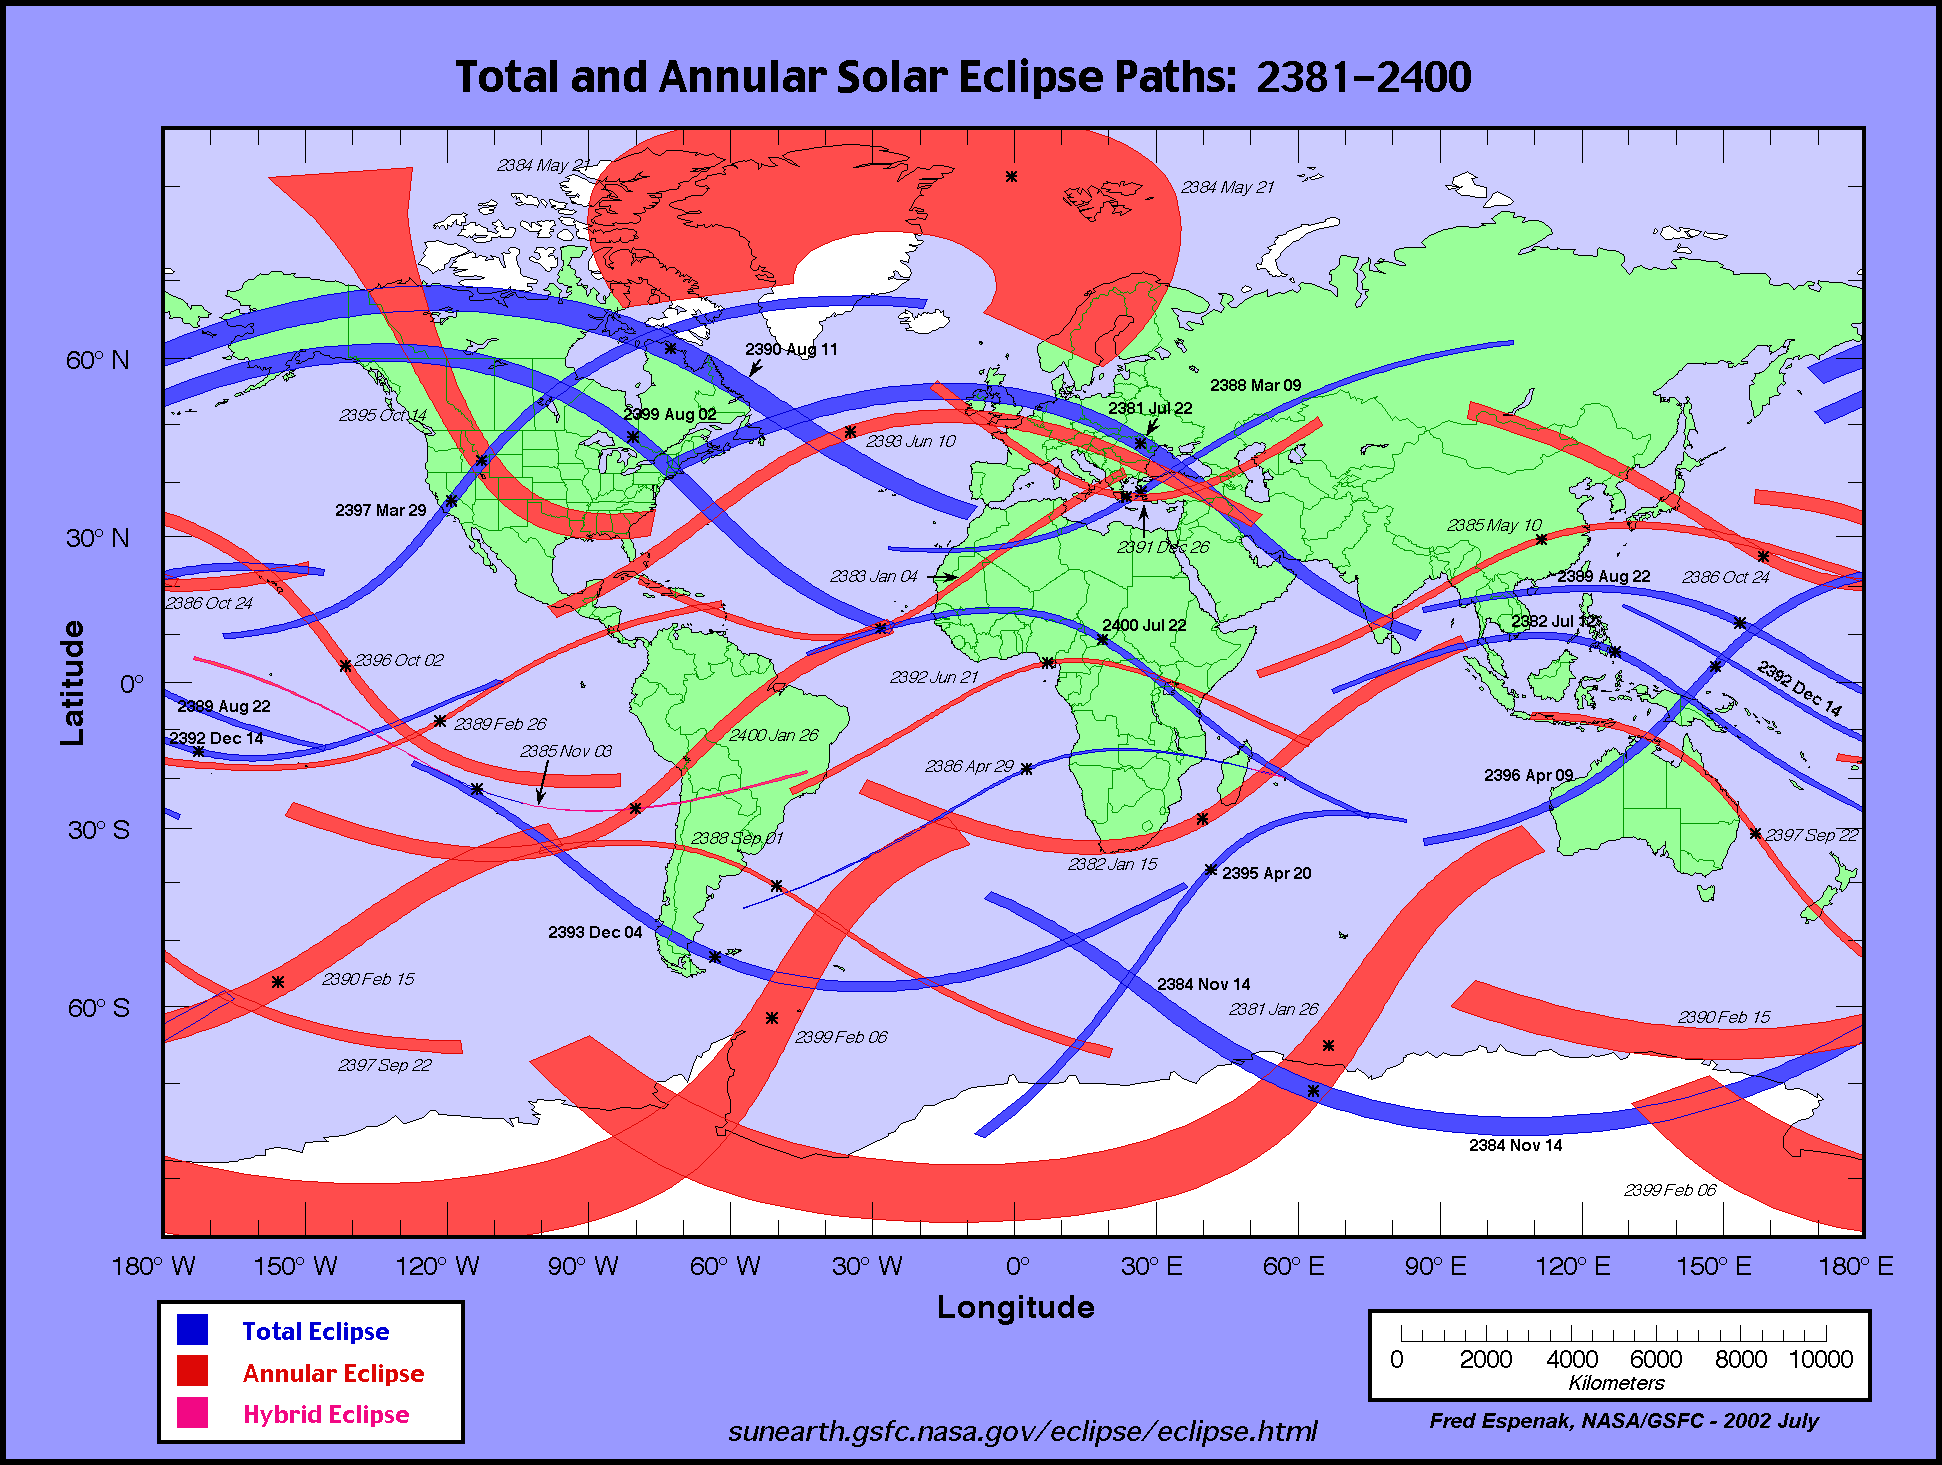 Total and Annular Solar Eclipse Paths: 2381–2400
2384 May 21
2384 May 21
60° N
2390 Aug 11
2388 Mar 09
2395 Oct 14
2399 Aug 02
2381 Jul 22
2393 Jun 10
2397 Mar 29
30° N
2385 May 10
2391 Dec 26
2383 Jan 04
2389 Aug 22
2386 Oct 24
2386 Oct 24
2400 Jul 22
2382 Jul 12
2396 Oct 02
2392 Jun 21
0°
2392 Dec 14
2389 Aug 22
2389 Feb 26
2392 Dec 14
2400 Jan 26
2385 Nov 03
2386 Apr 29
2396 Apr 09
30° S
2388 Sep 01
2397 Sep 22
2382 Jan 15
2395 Apr 20
2393 Dec 04
2390 Feb 15
2384 Nov 14
60° S
2381 Jan 26
2390 Feb 15
2399 Feb 06
2397 Sep 22
2384 Nov 14
2399 Feb 06
Latitude
180° W 150° W 120° W 90° W 60° W 30° W 0° 30° E 60° E 90° E 120° E 150° E 180° E
Longitude
Total Eclipse
Annular Eclipse
Hybrid Eclipse
0 2000 4000 6000 8000 10000
Kilometers
sunearth.gsfc.nasa.gov/eclipse/eclipse.html
Fred Espenak, NASA/GSFC - 2002 July